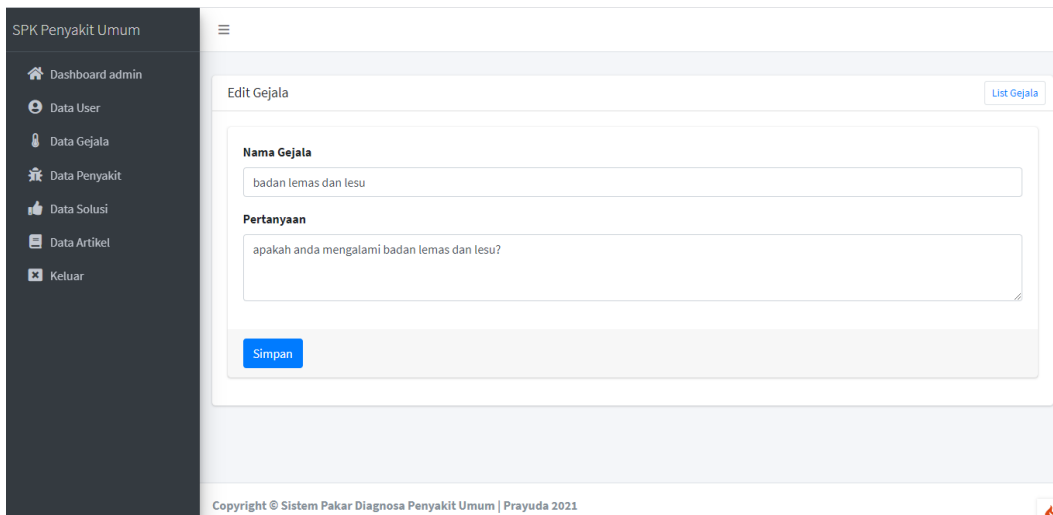 SPK Penyakit Umum
Dashboard admin
Data User
Data Gejala
Data Penyakit
Data Solusi
Data Artikel
Keluar
Edit Gejala
List Gejala
Nama Gejala
badan lemas dan lesu
Pertanyaan
apakah anda mengalami badan lemas dan lesu?
Simpan
Copyright © Sistem Pakar Diagnosa Penyakit Umum | Prayuda 2021